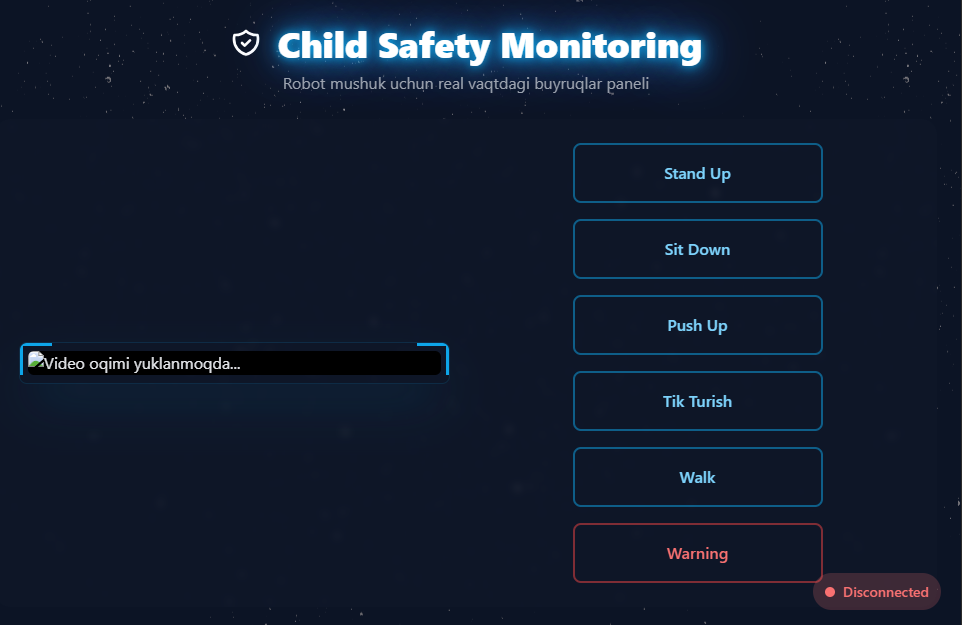 Child Safety Monitoring
Robot mushuk uchun real vaqtdagi buyruqlar paneli
Stand Up
Sit Down
Push Up
Video oqimi yuklanmoqda...
Tik Turish
Walk
Warning
Disconnected